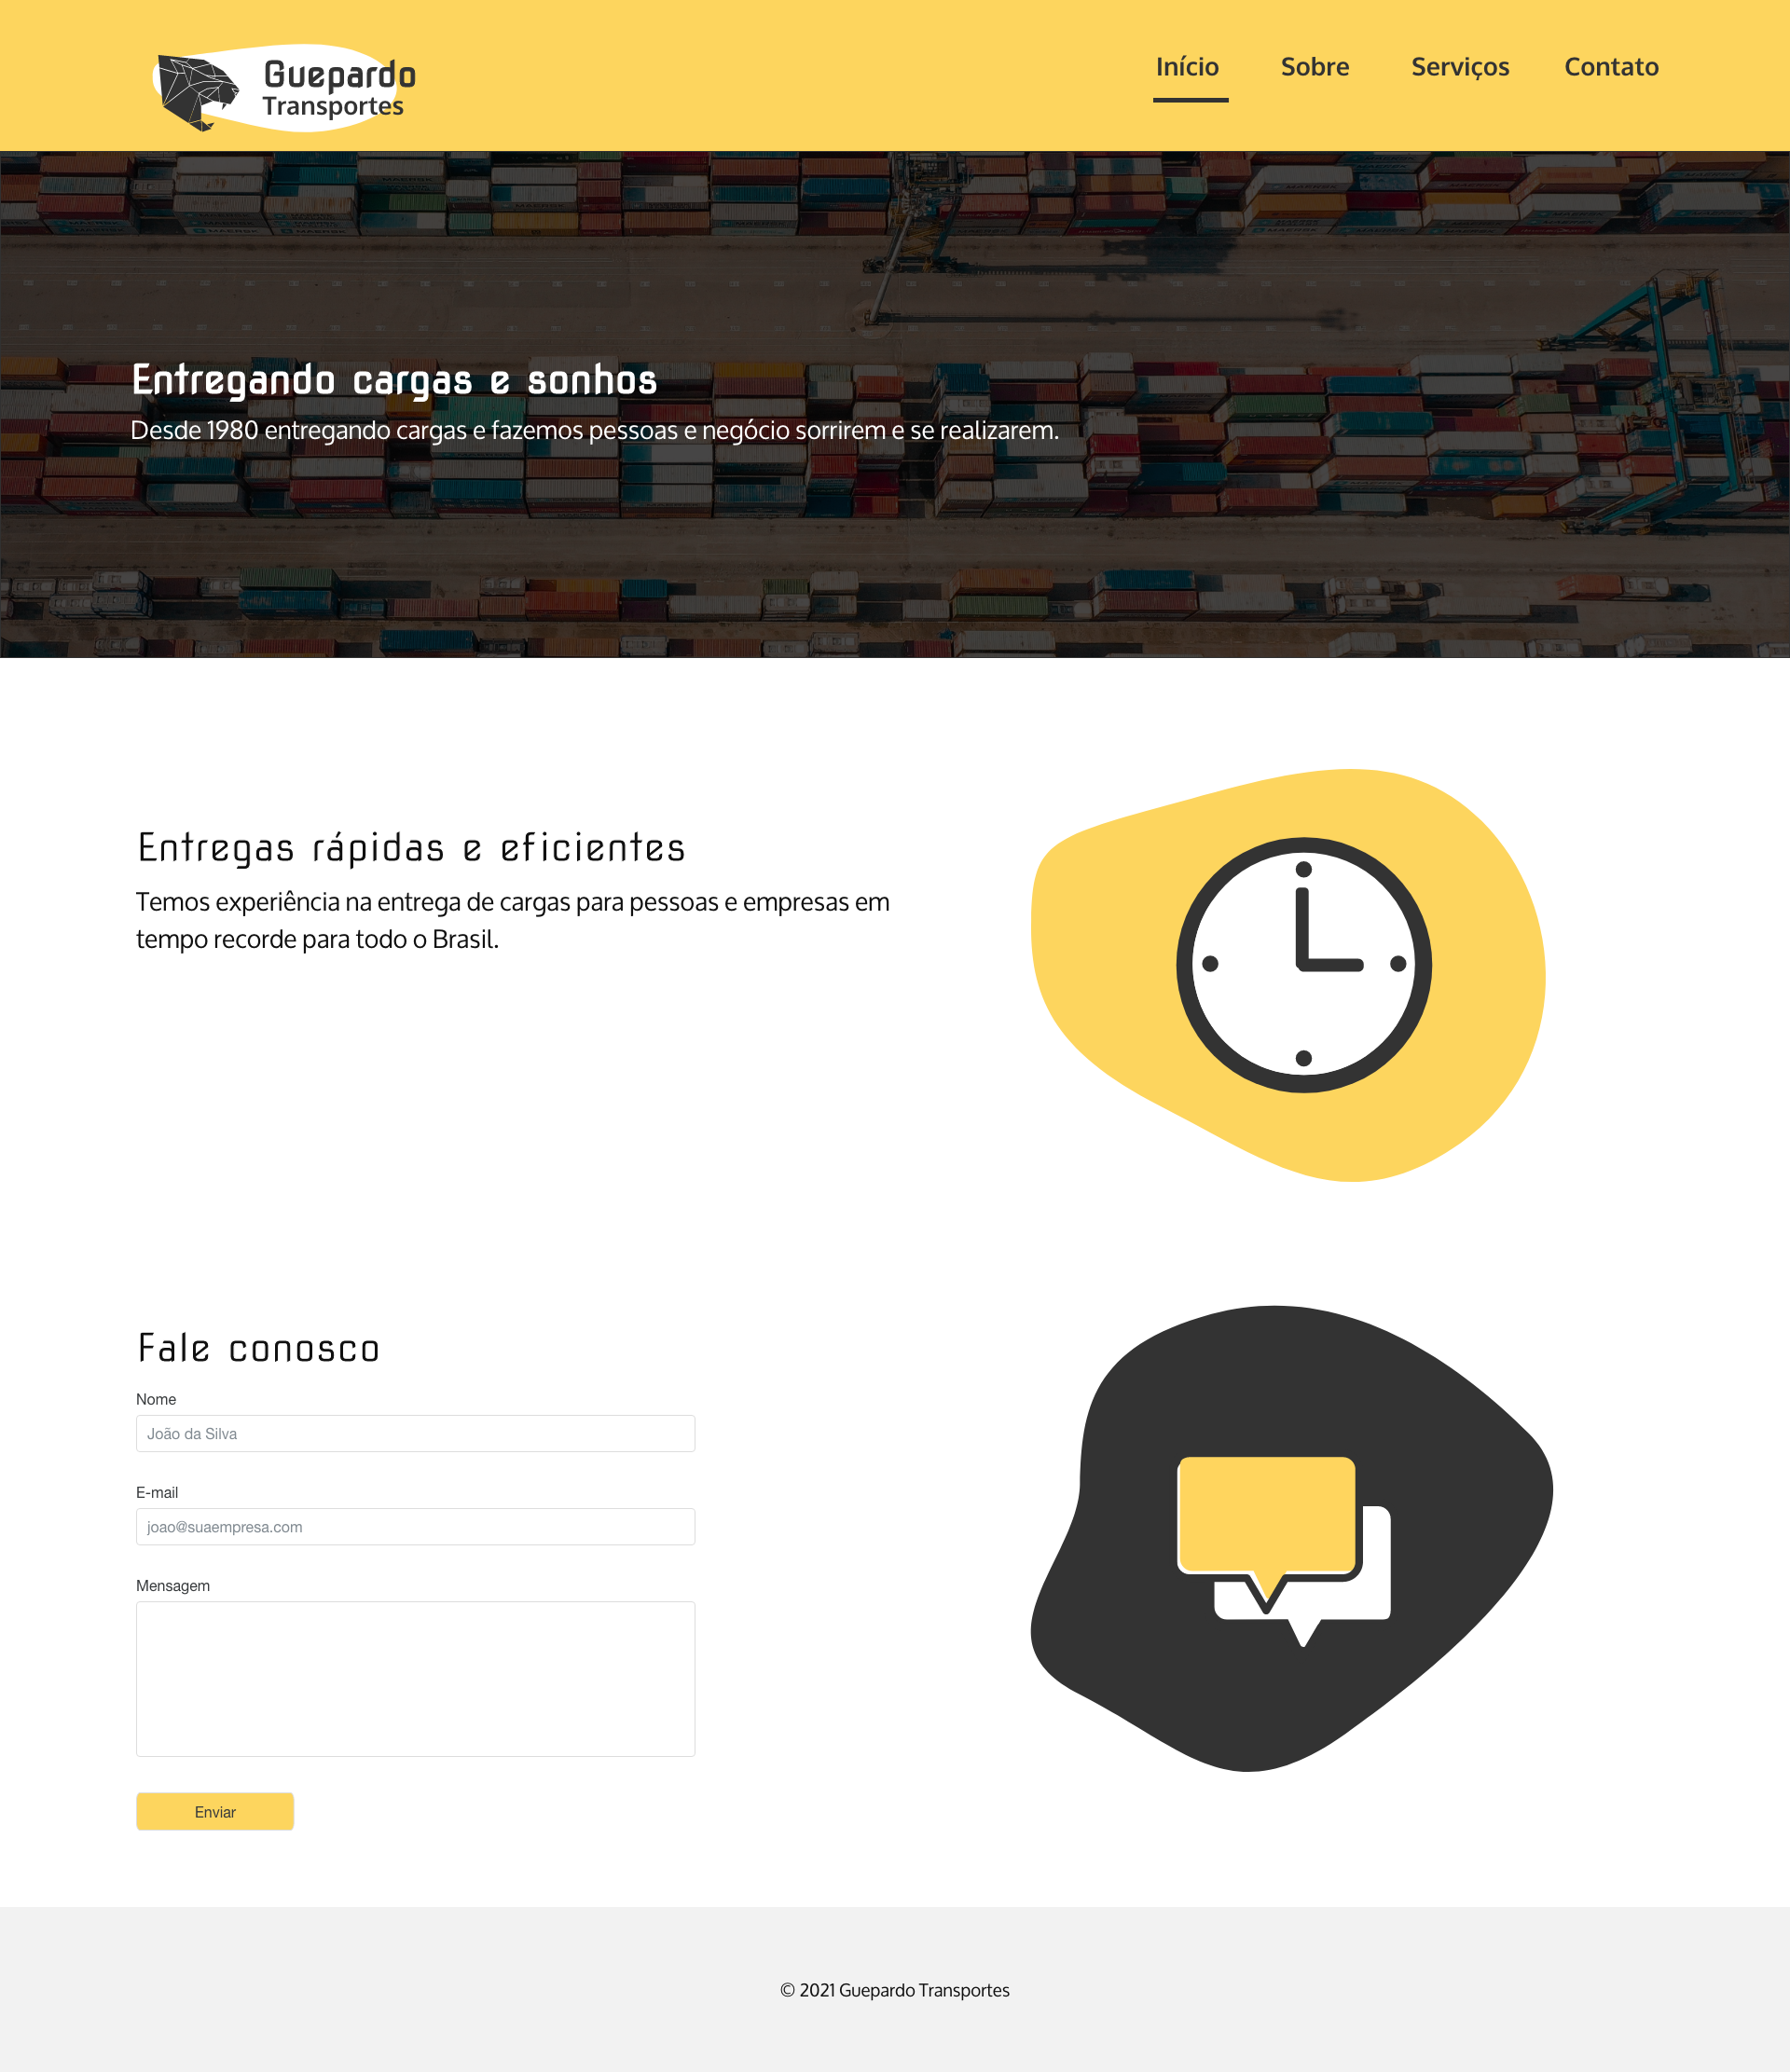 Guepardo
Transportes
Início
Sobre
Serviços
Contato
Entregando cargas e sonhos
Desde 1980 entregando cargas e fazemos pessoas e negócio sorrirem e se realizarem.
Entregas rápidas e eficientes
Temos experiência na entrega de cargas para pessoas e empresas em
tempo recorde para todo o Brasil.
Fale conosco
Nome
João da Silva
E-mail
joao@suaempresa.com
Mensagem
Enviar
© 2021 Guepardo Transportes